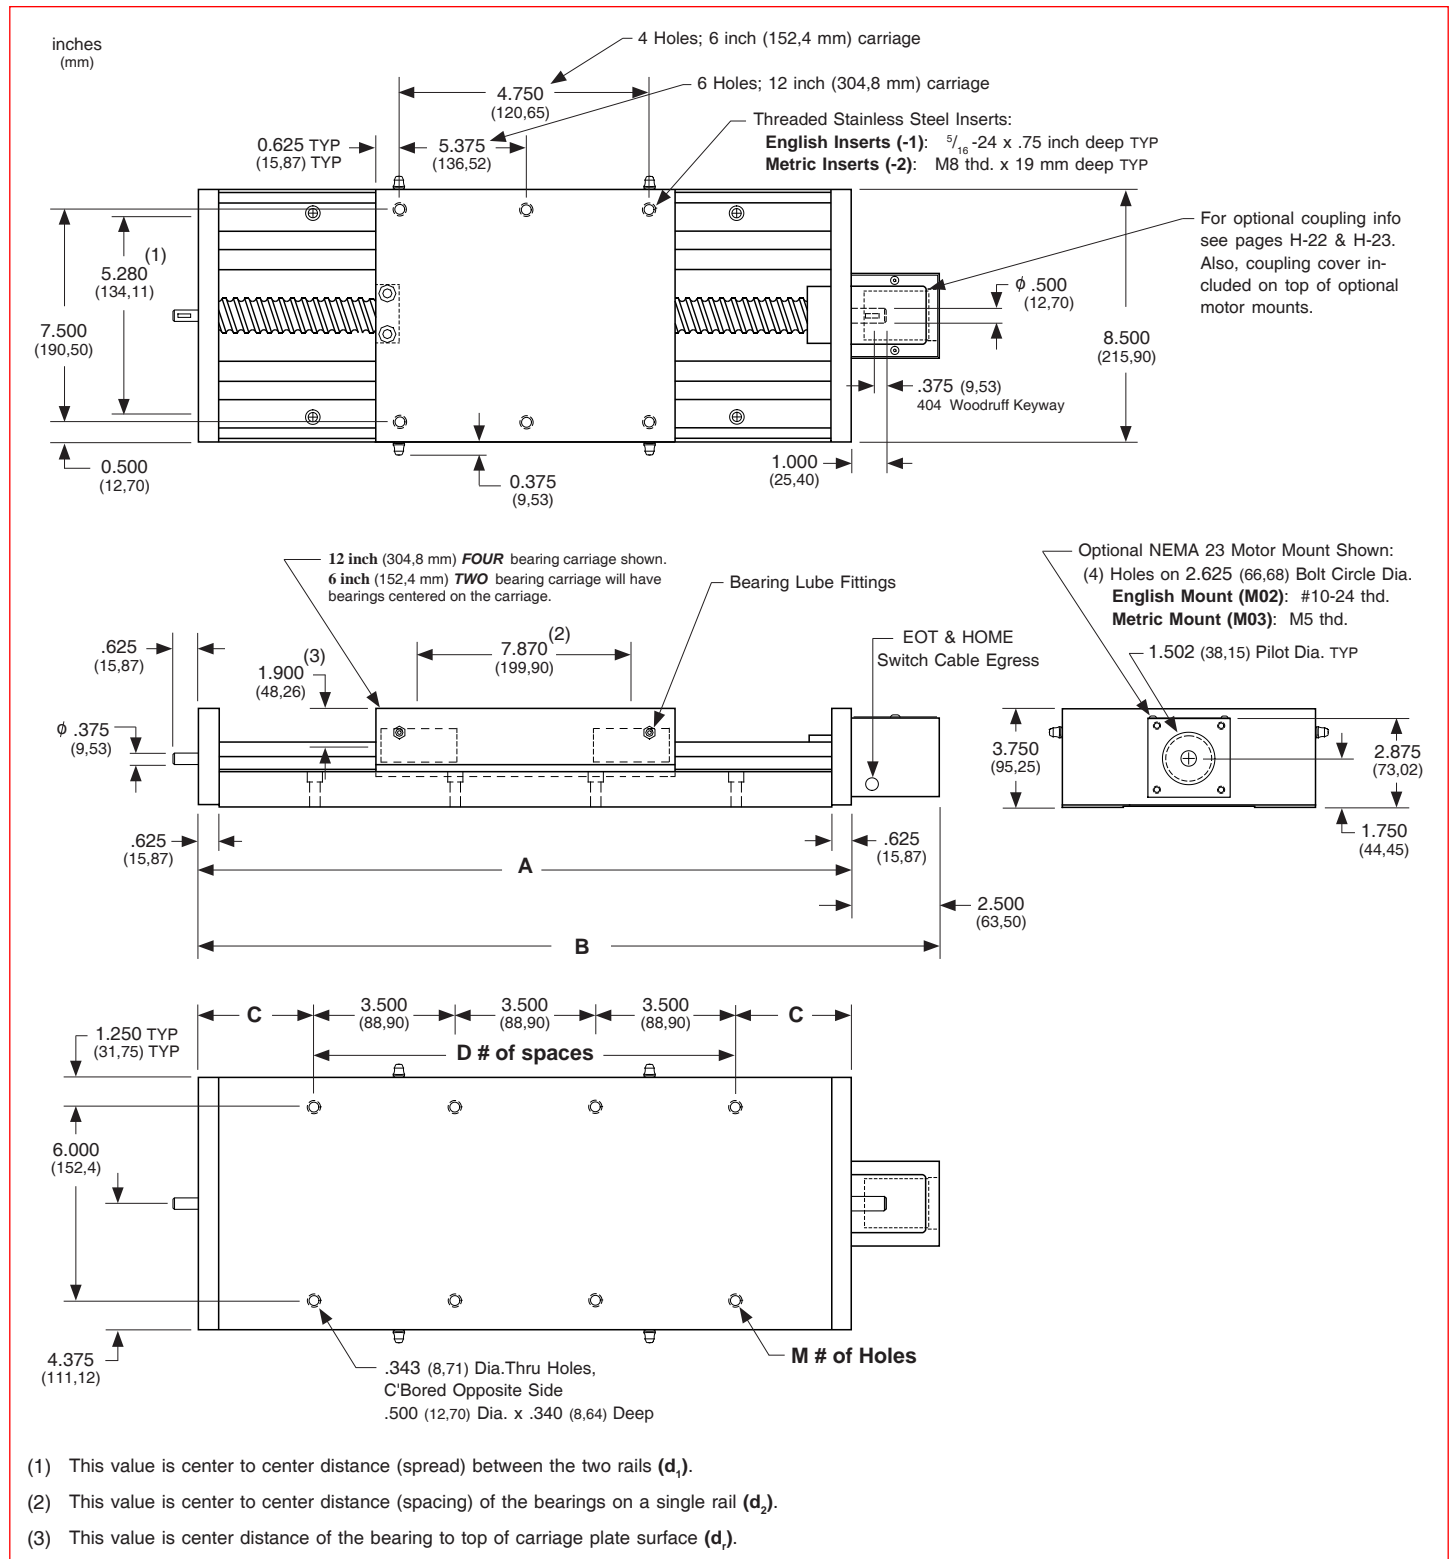 inches
(mm)
4 Holes; 6 inch (152,4 mm) carriage
4.750
(120,65)
6 Holes; 12 inch (304,8 mm) carriage
0.625 TYP
(15,87) TYP
5.375
(136,52)
Threaded Stainless Steel Inserts:
English Inserts (-1): 5/16 -24 x .75 inch deep TYP
Metric Inserts (-2): M8 thd. x 19 mm deep TYP
For optional coupling info
see pages H-22 & H-23.
Also, coupling cover in-
cluded on top of optional
motor mounts.
(1)
5.280
(134,11)
7.500
(190,50)
ϕ .500
(12,70)
8.500
(215,90)
.375 (9,53)
404 Woodruff Keyway
0.500
(12,70)
0.375
(9,53)
1.000
(25,40)
12 inch (304,8 mm) FOUR bearing carriage shown.
6 inch (152,4 mm) TWO bearing carriage will have
bearings centered on the carriage.
Bearing Lube Fittings
Optional NEMA 23 Motor Mount Shown:
(4) Holes on 2.625 (66,68) Bolt Circle Dia.
English Mount (M02): #10-24 thd.
Metric Mount (M03): M5 thd.
1.502 (38,15) Pilot Dia. TYP
.625
(15,87)
(3)
1.900
(48,26)
(2)
7.870
(199,90)
EOT & HOME
Switch Cable Egress
ϕ .375
(9,53)
3.750
(95,25)
2.875
(73,02)
1.750
(44,45)
.625
(15,87)
.625
(15,87)
A
2.500
(63,50)
B
C
3.500
(88,90)
3.500
(88,90)
3.500
(88,90)
C
1.250 TYP
(31,75) TYP
D # of spaces
6.000
(152,4)
4.375
(111,12)
M # of Holes
.343 (8,71) Dia.Thru Holes,
C'Bored Opposite Side
.500 (12,70) Dia. x .340 (8,64) Deep
(1) This value is center to center distance (spread) between the two rails (d₁).
(2) This value is center to center distance (spacing) of the bearings on a single rail (d₂).
(3) This value is center distance of the bearing to top of carriage plate surface (dᵣ).